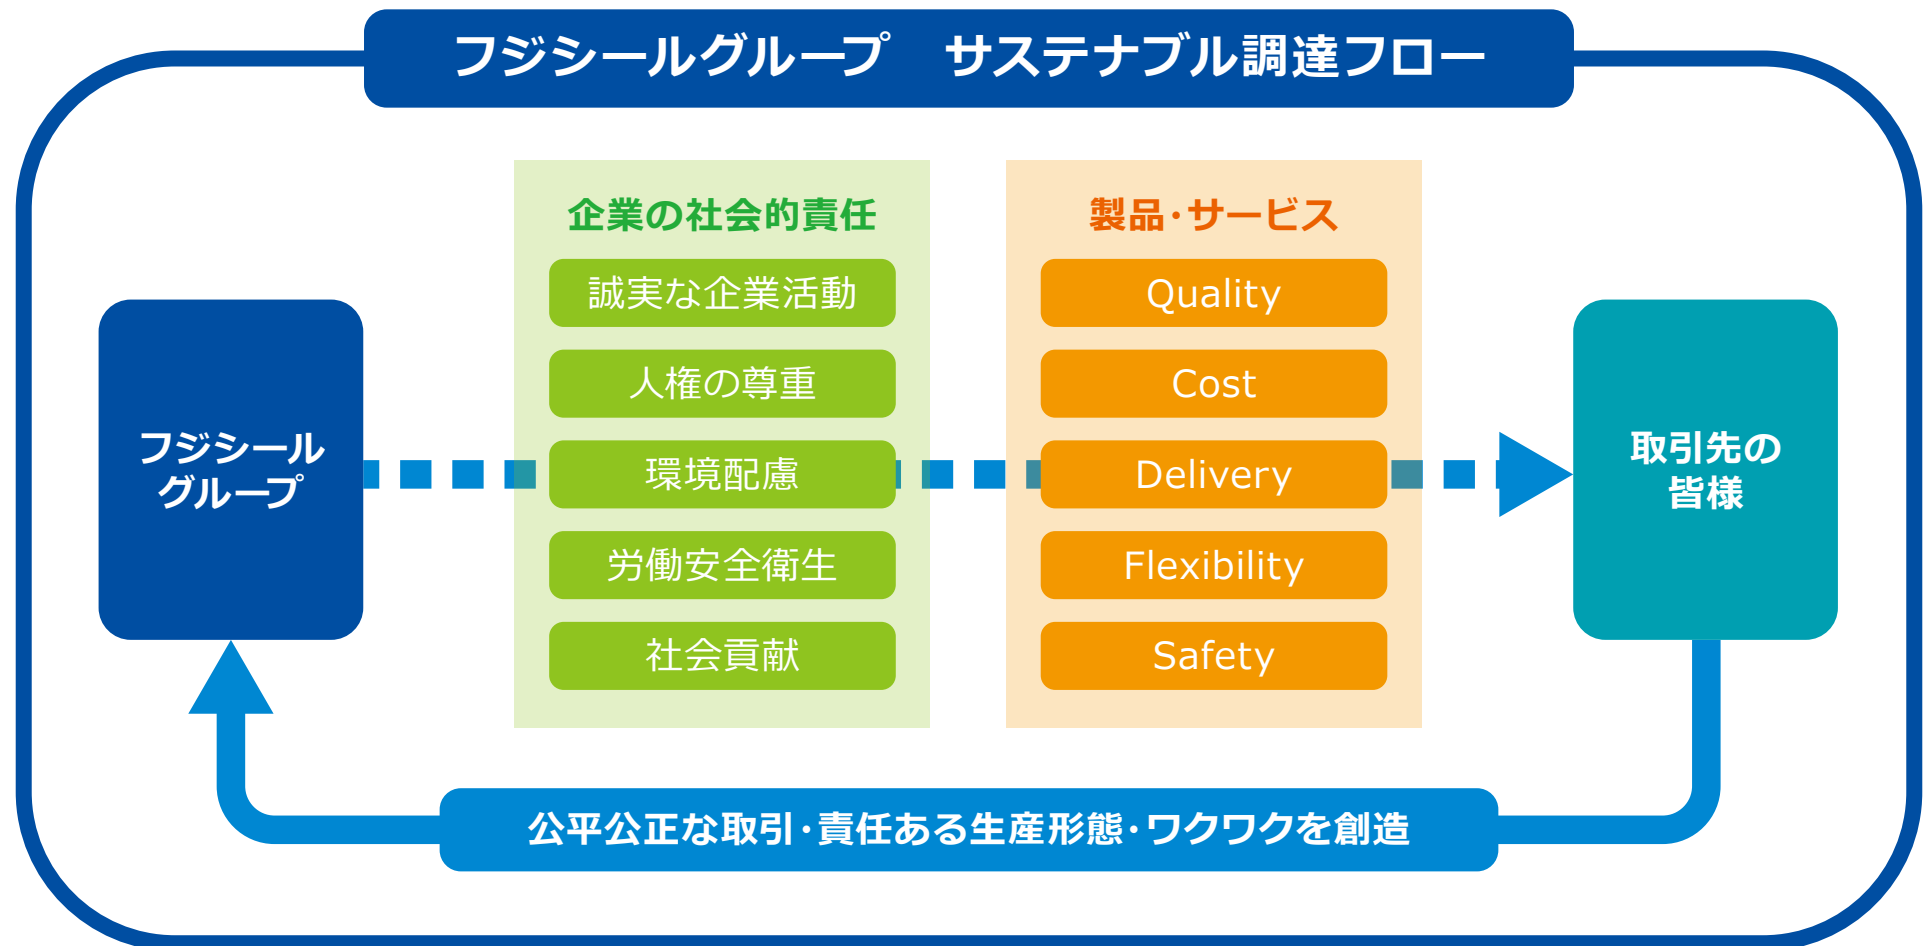 フジシールグループ　サステナブル調達フロー
フジシール
グループ
企業の社会的責任
誠実な企業活動
人権の尊重
環境配慮
労働安全衛生
社会貢献
製品・サービス
Quality
Cost
Delivery
Flexibility
Safety
取引先の
皆様
公平公正な取引・責任ある生産形態・ワクワクを創造